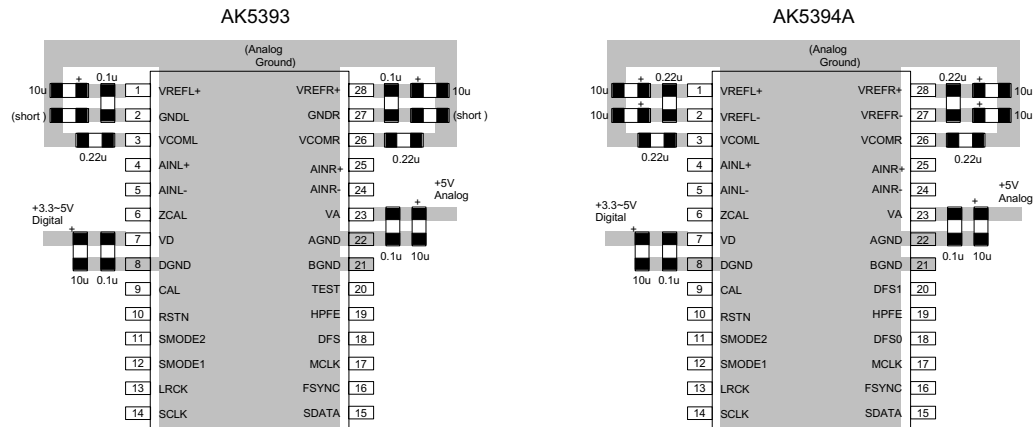 AK5393
(Analog
Ground)
10u
+
0.1u
(short )
0.22u
+3.3~5V
Digital
+
10u
0.1u
1 VREFL+
2 GNDL
3 VCOML
4 AINL+
5 AINL-
6 ZCAL
7 VD
8 DGND
9 CAL
10 RSTN
11 SMODE2
12 SMODE1
13 LRCK
14 SCLK
VREFR+ 28
GNDR 27
VCOMR 26
AINR+ 25
AINR- 24
VA 23
AGND 22
BGND 21
TEST 20
HPFE 19
DFS 18
MCLK 17
FSYNC 16
SDATA 15
0.1u
+
10u
(short )
0.22u
+5V
Analog
+
0.1u
10u
AK5394A
(Analog
Ground)
10u
+
0.22u
10u
+
0.22u
+3.3~5V
Digital
+
10u
0.1u
1 VREFL+
2 VREFL-
3 VCOML
4 AINL+
5 AINL-
6 ZCAL
7 VD
8 DGND
9 CAL
10 RSTN
11 SMODE2
12 SMODE1
13 LRCK
14 SCLK
VREFR+ 28
VREFR- 27
VCOMR 26
AINR+ 25
AINR- 24
VA 23
AGND 22
BGND 21
DFS1 20
HPFE 19
DFS0 18
MCLK 17
FSYNC 16
SDATA 15
0.22u
+
10u
+
10u
0.22u
+5V
Analog
+
0.1u
10u